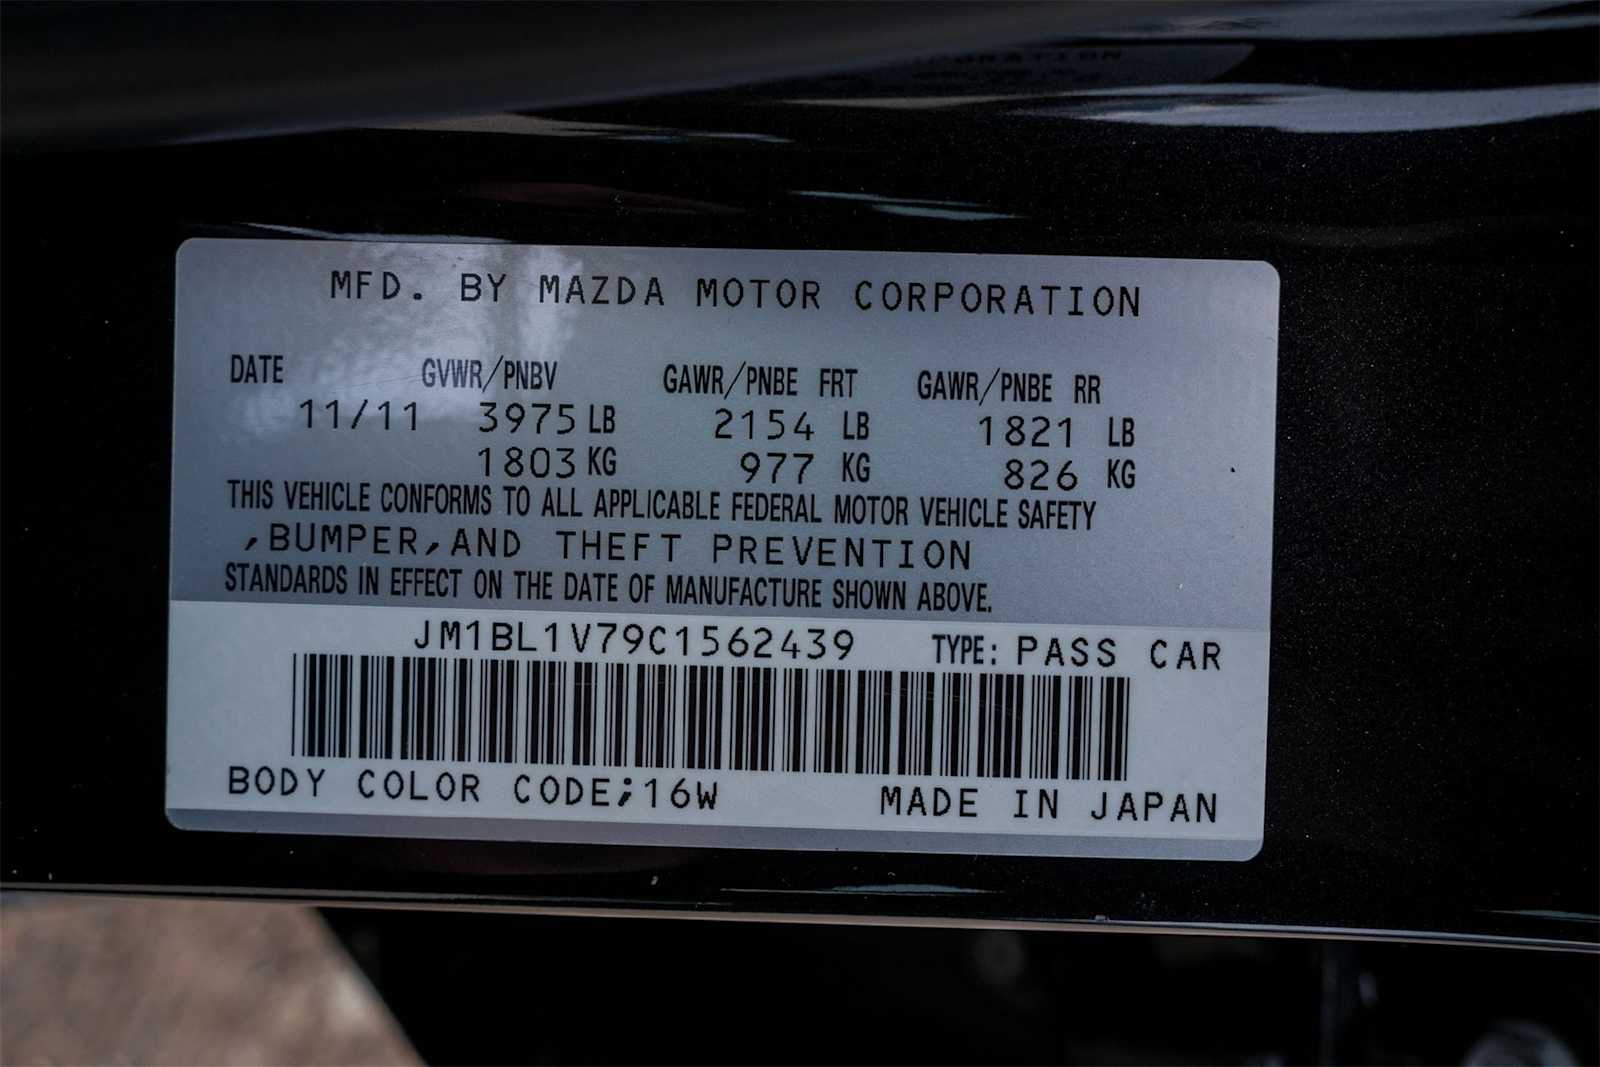 MFD. BY MAZDA MOTOR CORPORATION
DATE GVWR/PNBV GAWR/PNBE FRT GAWR/PNBE RR
11/11 3975 LB 2154 LB 1821 LB
1803 KG 977 KG 826 KG
THIS VEHICLE CONFORMS TO ALL APPLICABLE FEDERAL MOTOR VEHICLE SAFETY
,BUMPER,AND THEFT PREVENTION
STANDARDS IN EFFECT ON THE DATE OF MANUFACTURE SHOWN ABOVE.
JM1BL1V79C1562439 TYPE: PASS CAR
BODY COLOR CODE;16W MADE IN JAPAN